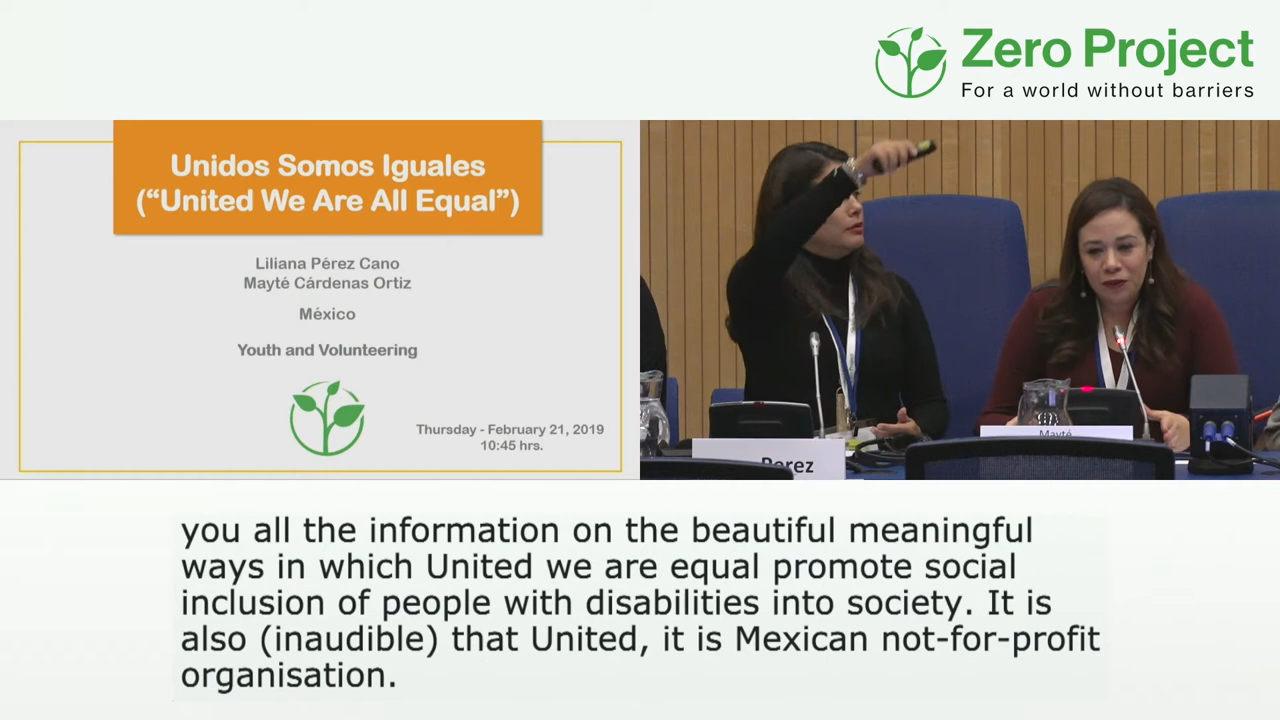 Zero Project
For a world without barriers
Unidos Somos Iguales
(“United We Are All Equal”)
Liliana Pérez Cano
Mayté Cárdenas Ortiz
México
Youth and Volunteering
Thursday - February 21, 2019
10:45 hrs.
Perez
Mayté
you all the information on the beautiful meaningful
ways in which United we are equal promote social
inclusion of people with disabilities into society. It is
also (inaudible) that United, it is Mexican not-for-profit
organisation.